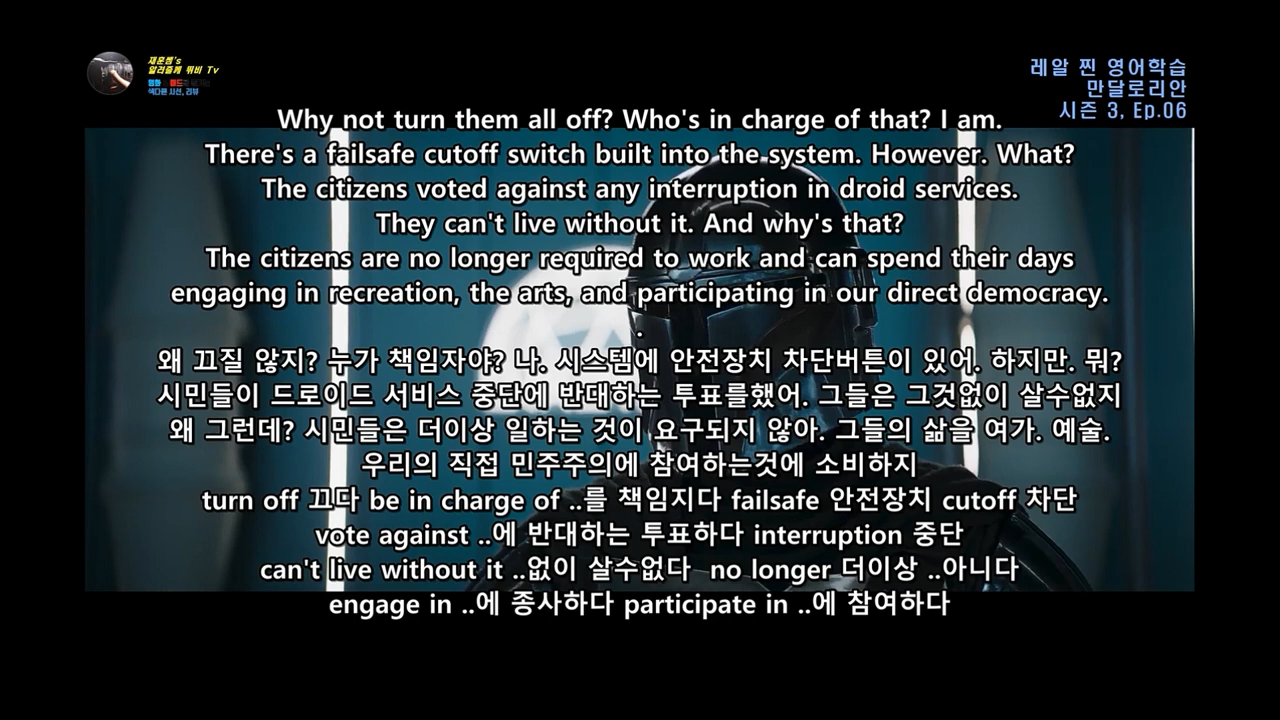 재훈쌤's
알려줄께 뭐비 Tv
색다른 시선, 리뷰
레알 찐 영어학습
만달로리안
시즌 3, Ep.06
Why not turn them all off? Who's in charge of that? I am.
There's a failsafe cutoff switch built into the system. However. What?
The citizens voted against any interruption in droid services.
They can't live without it. And why's that?
The citizens are no longer required to work and can spend their days
engaging in recreation, the arts, and participating in our direct democracy.
.
왜 끄질 않지? 누가 책임자야? 나. 시스템에 안전장치 차단버튼이 있어. 하지만. 뭐?
시민들이 드로이드 서비스 중단에 반대하는 투표를했어. 그들은 그것없이 살수없지
왜 그런데? 시민들은 더이상 일하는 것이 요구되지 않아. 그들의 삶을 여가. 예술.
우리의 직접 민주주의에 참여하는것에 소비하지
turn off 끄다 be in charge of ..를 책임지다 failsafe 안전장치 cutoff 차단
vote against ..에 반대하는 투표하다 interruption 중단
can't live without it ..없이 살수없다 no longer 더이상 ..아니다
engage in ..에 종사하다 participate in ..에 참여하다